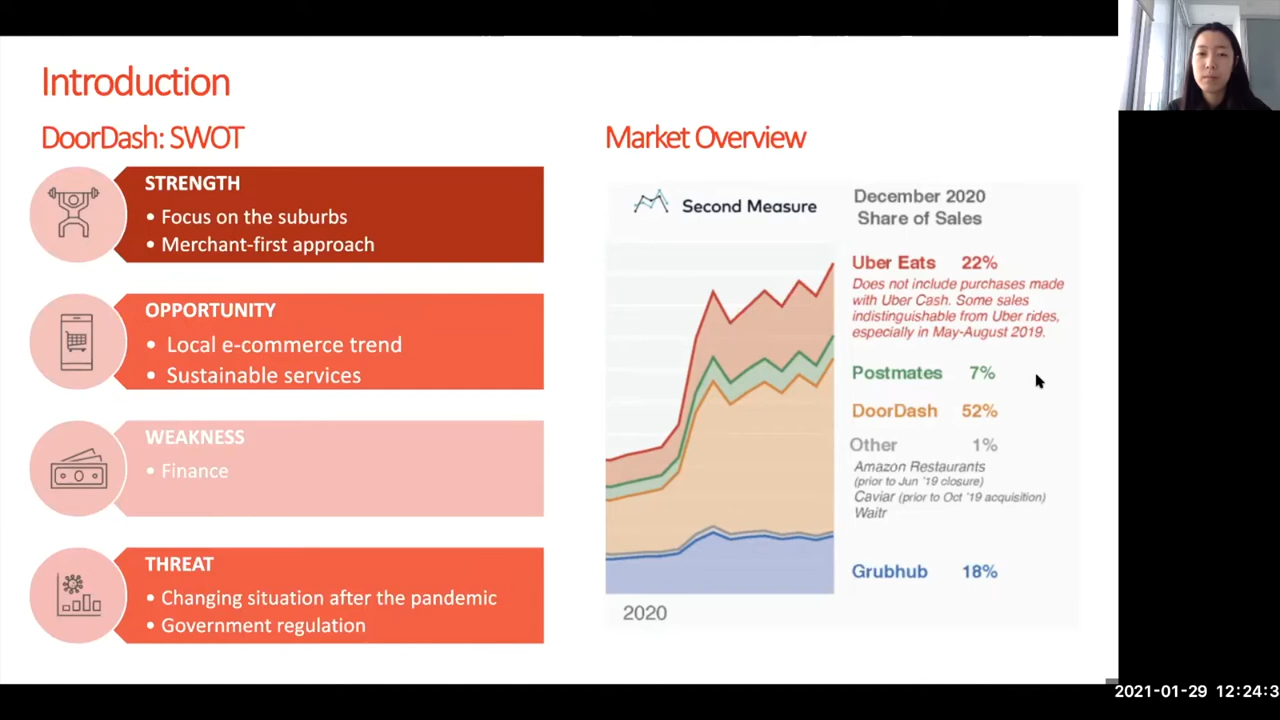 Introduction
DoorDash: SWOT
STRENGTH
• Focus on the suburbs
• Merchant-first approach
OPPORTUNITY
• Local e-commerce trend
• Sustainable services
WEAKNESS
• Finance
THREAT
• Changing situation after the pandemic
• Government regulation
Market Overview
Second Measure
December 2020
Share of Sales
Uber Eats 22%
Does not include purchases made
with Uber Cash. Some sales
indistinguishable from Uber rides,
especially in May-August 2019.
Postmates 7%
DoorDash 52%
Other 1%
Amazon Restaurants
(prior to Jun '19 closure)
Caviar (prior to Oct '19 acquisition)
Waitr
Grubhub 18%
2020
2021-01-29 12:24:3